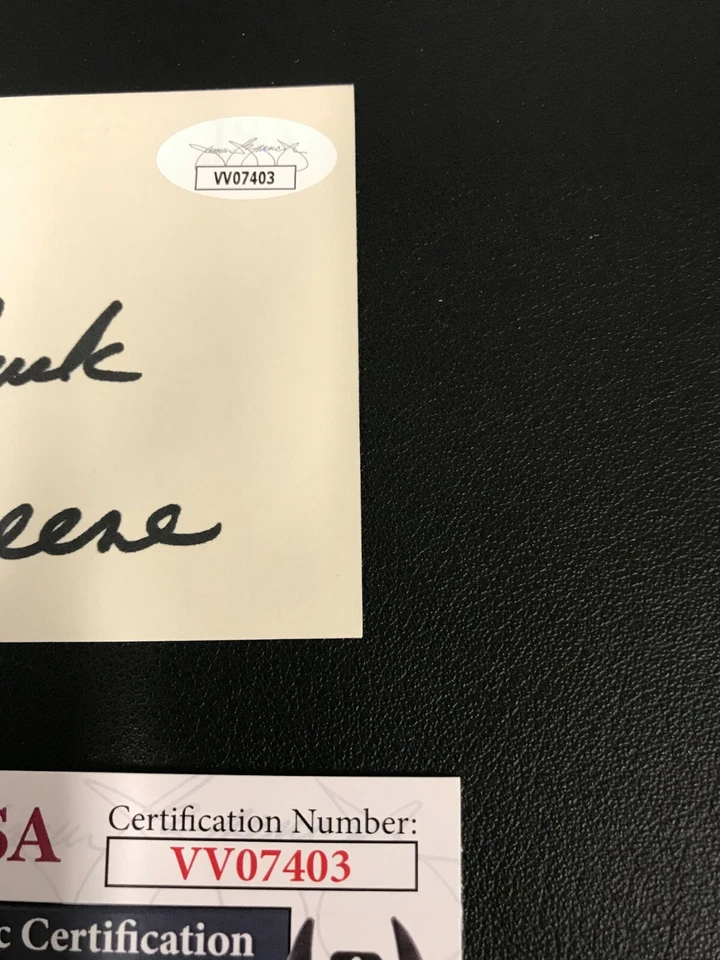 VV07403
uck
eene
SA
Certification Number:
VV07403
c Certification